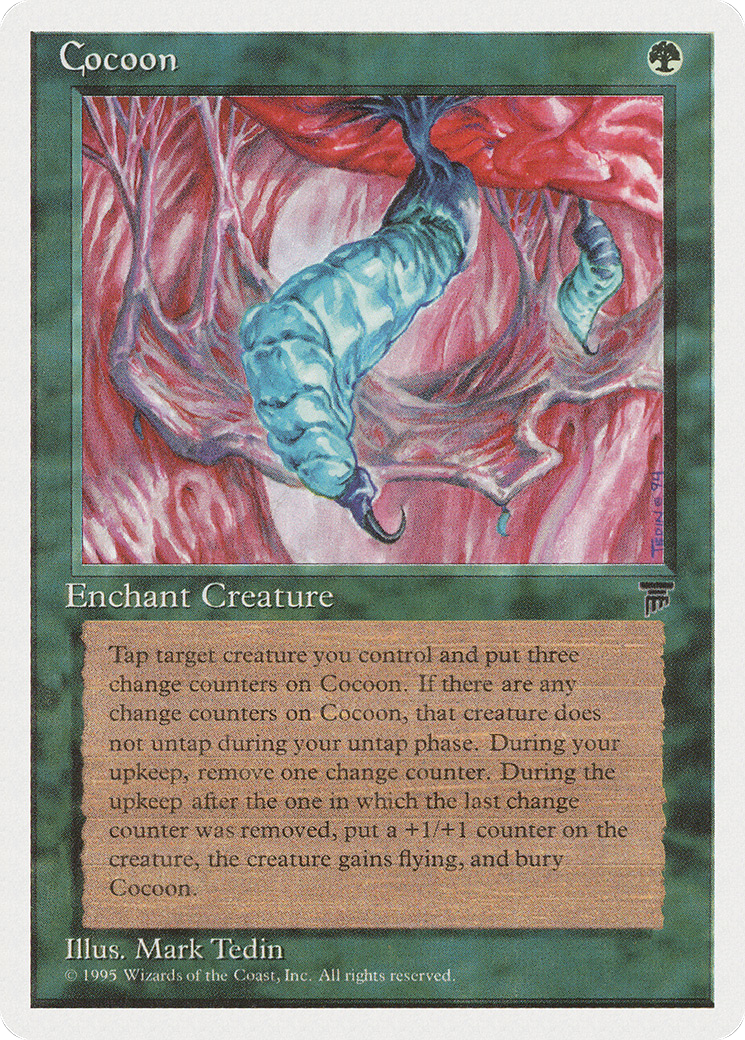 Cocoon
TEDIN © 94
Enchant Creature
Tap target creature you control and put three
change counters on Cocoon. If there are any
change counters on Cocoon, that creature does
not untap during your untap phase. During your
upkeep, remove one change counter. During the
upkeep after the one in which the last change
counter was removed, put a +1/+1 counter on the
creature, the creature gains flying, and bury
Cocoon.
Illus. Mark Tedin
© 1995 Wizards of the Coast, Inc. All rights reserved.